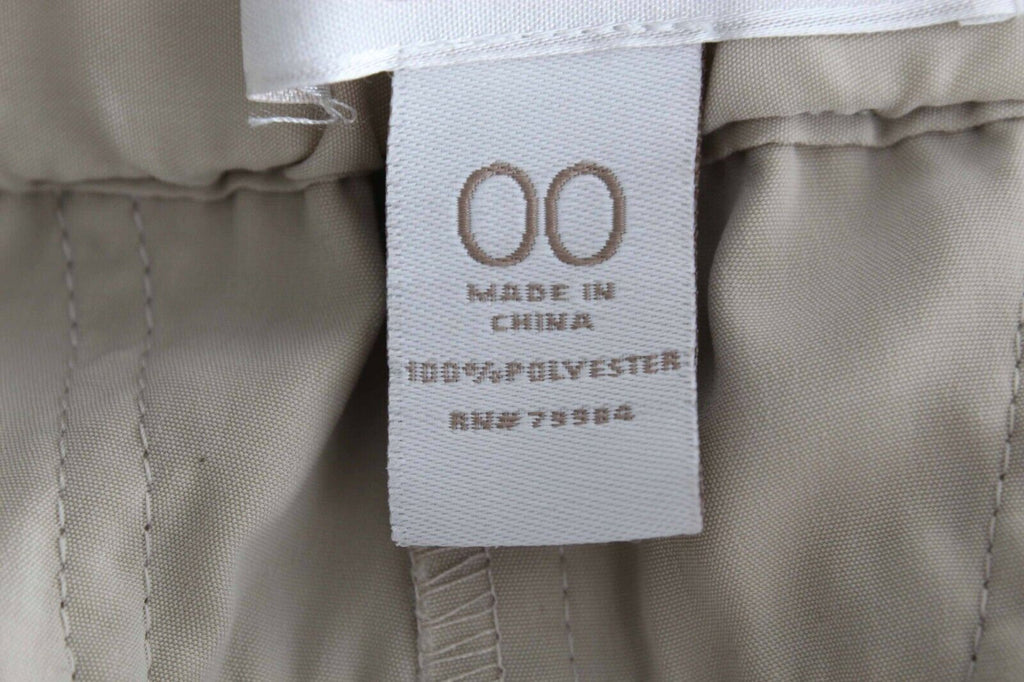 00
MADE IN
CHINA
100%POLYESTER
RN#79984